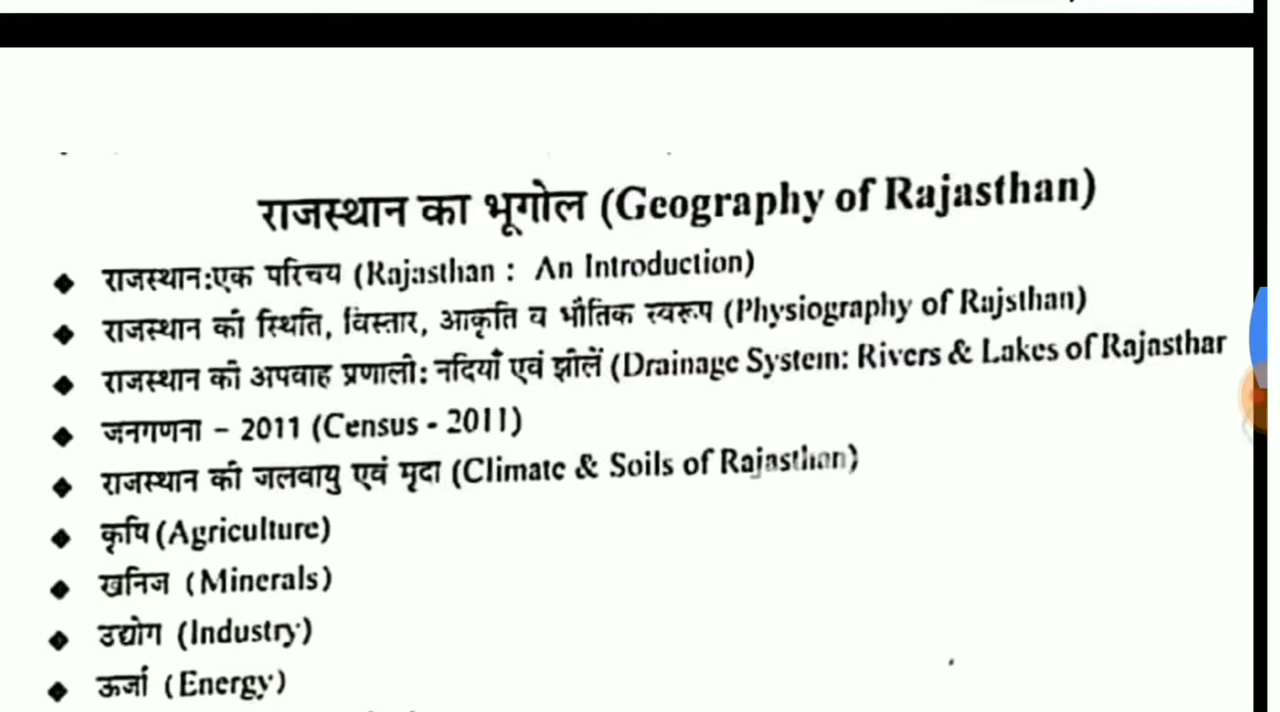 राजस्थान का भूगोल (Geography of Rajasthan)
◆ राजस्थान:एक परिचय (Rajasthan : An Introduction)
◆ राजस्थान की स्थिति, विस्तार, आकृति व भौतिक स्वरूप (Physiography of Rajsthan)
◆ राजस्थान की अपवाह प्रणाली: नदियाँ एवं झीलें (Drainage System: Rivers & Lakes of Rajasthar
◆ जनगणना – 2011 (Census - 2011)
◆ राजस्थान की जलवायु एवं मृदा (Climate & Soils of Rajasthan)
◆ कृषि (Agriculture)
◆ खनिज (Minerals)
◆ उद्योग (Industry)
◆ ऊर्जा (Energy)